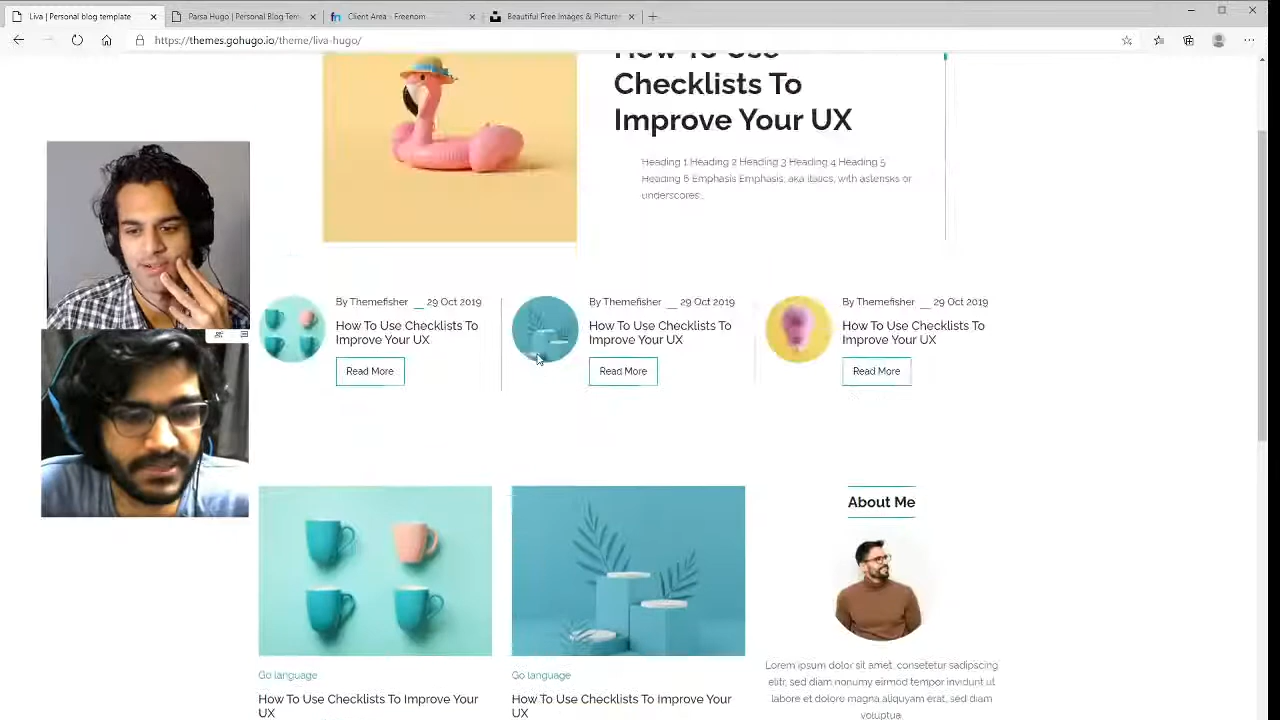 Liva | Personal blog template
Parsa Hugo | Personal Blog Tem
Client Area - Freenom
Beautiful Free Images & Picture
https://themes.gohugo.io/theme/liva-hugo/
How To Use
Checklists To
Improve Your UX
Heading 1 Heading 2 Heading 3 Heading 4 Heading 5
Heading 6 Emphasis Emphasis, aka italics, with asterisks or
underscores...
By Themefisher 29 Oct 2019
How To Use Checklists To
Improve Your UX
Read More
By Themefisher 29 Oct 2019
How To Use Checklists To
Improve Your UX
Read More
By Themefisher 29 Oct 2019
How To Use Checklists To
Improve Your UX
Read More
Go language
How To Use Checklists To Improve Your
UX
Go language
How To Use Checklists To Improve Your
UX
About Me
Lorem ipsum dolor sit amet, consetetur sadipscing
elitr, sed diam nonumy eirmod tempor invidunt ut
labore et dolore magna aliquyam erat, sed diam
voluptua.